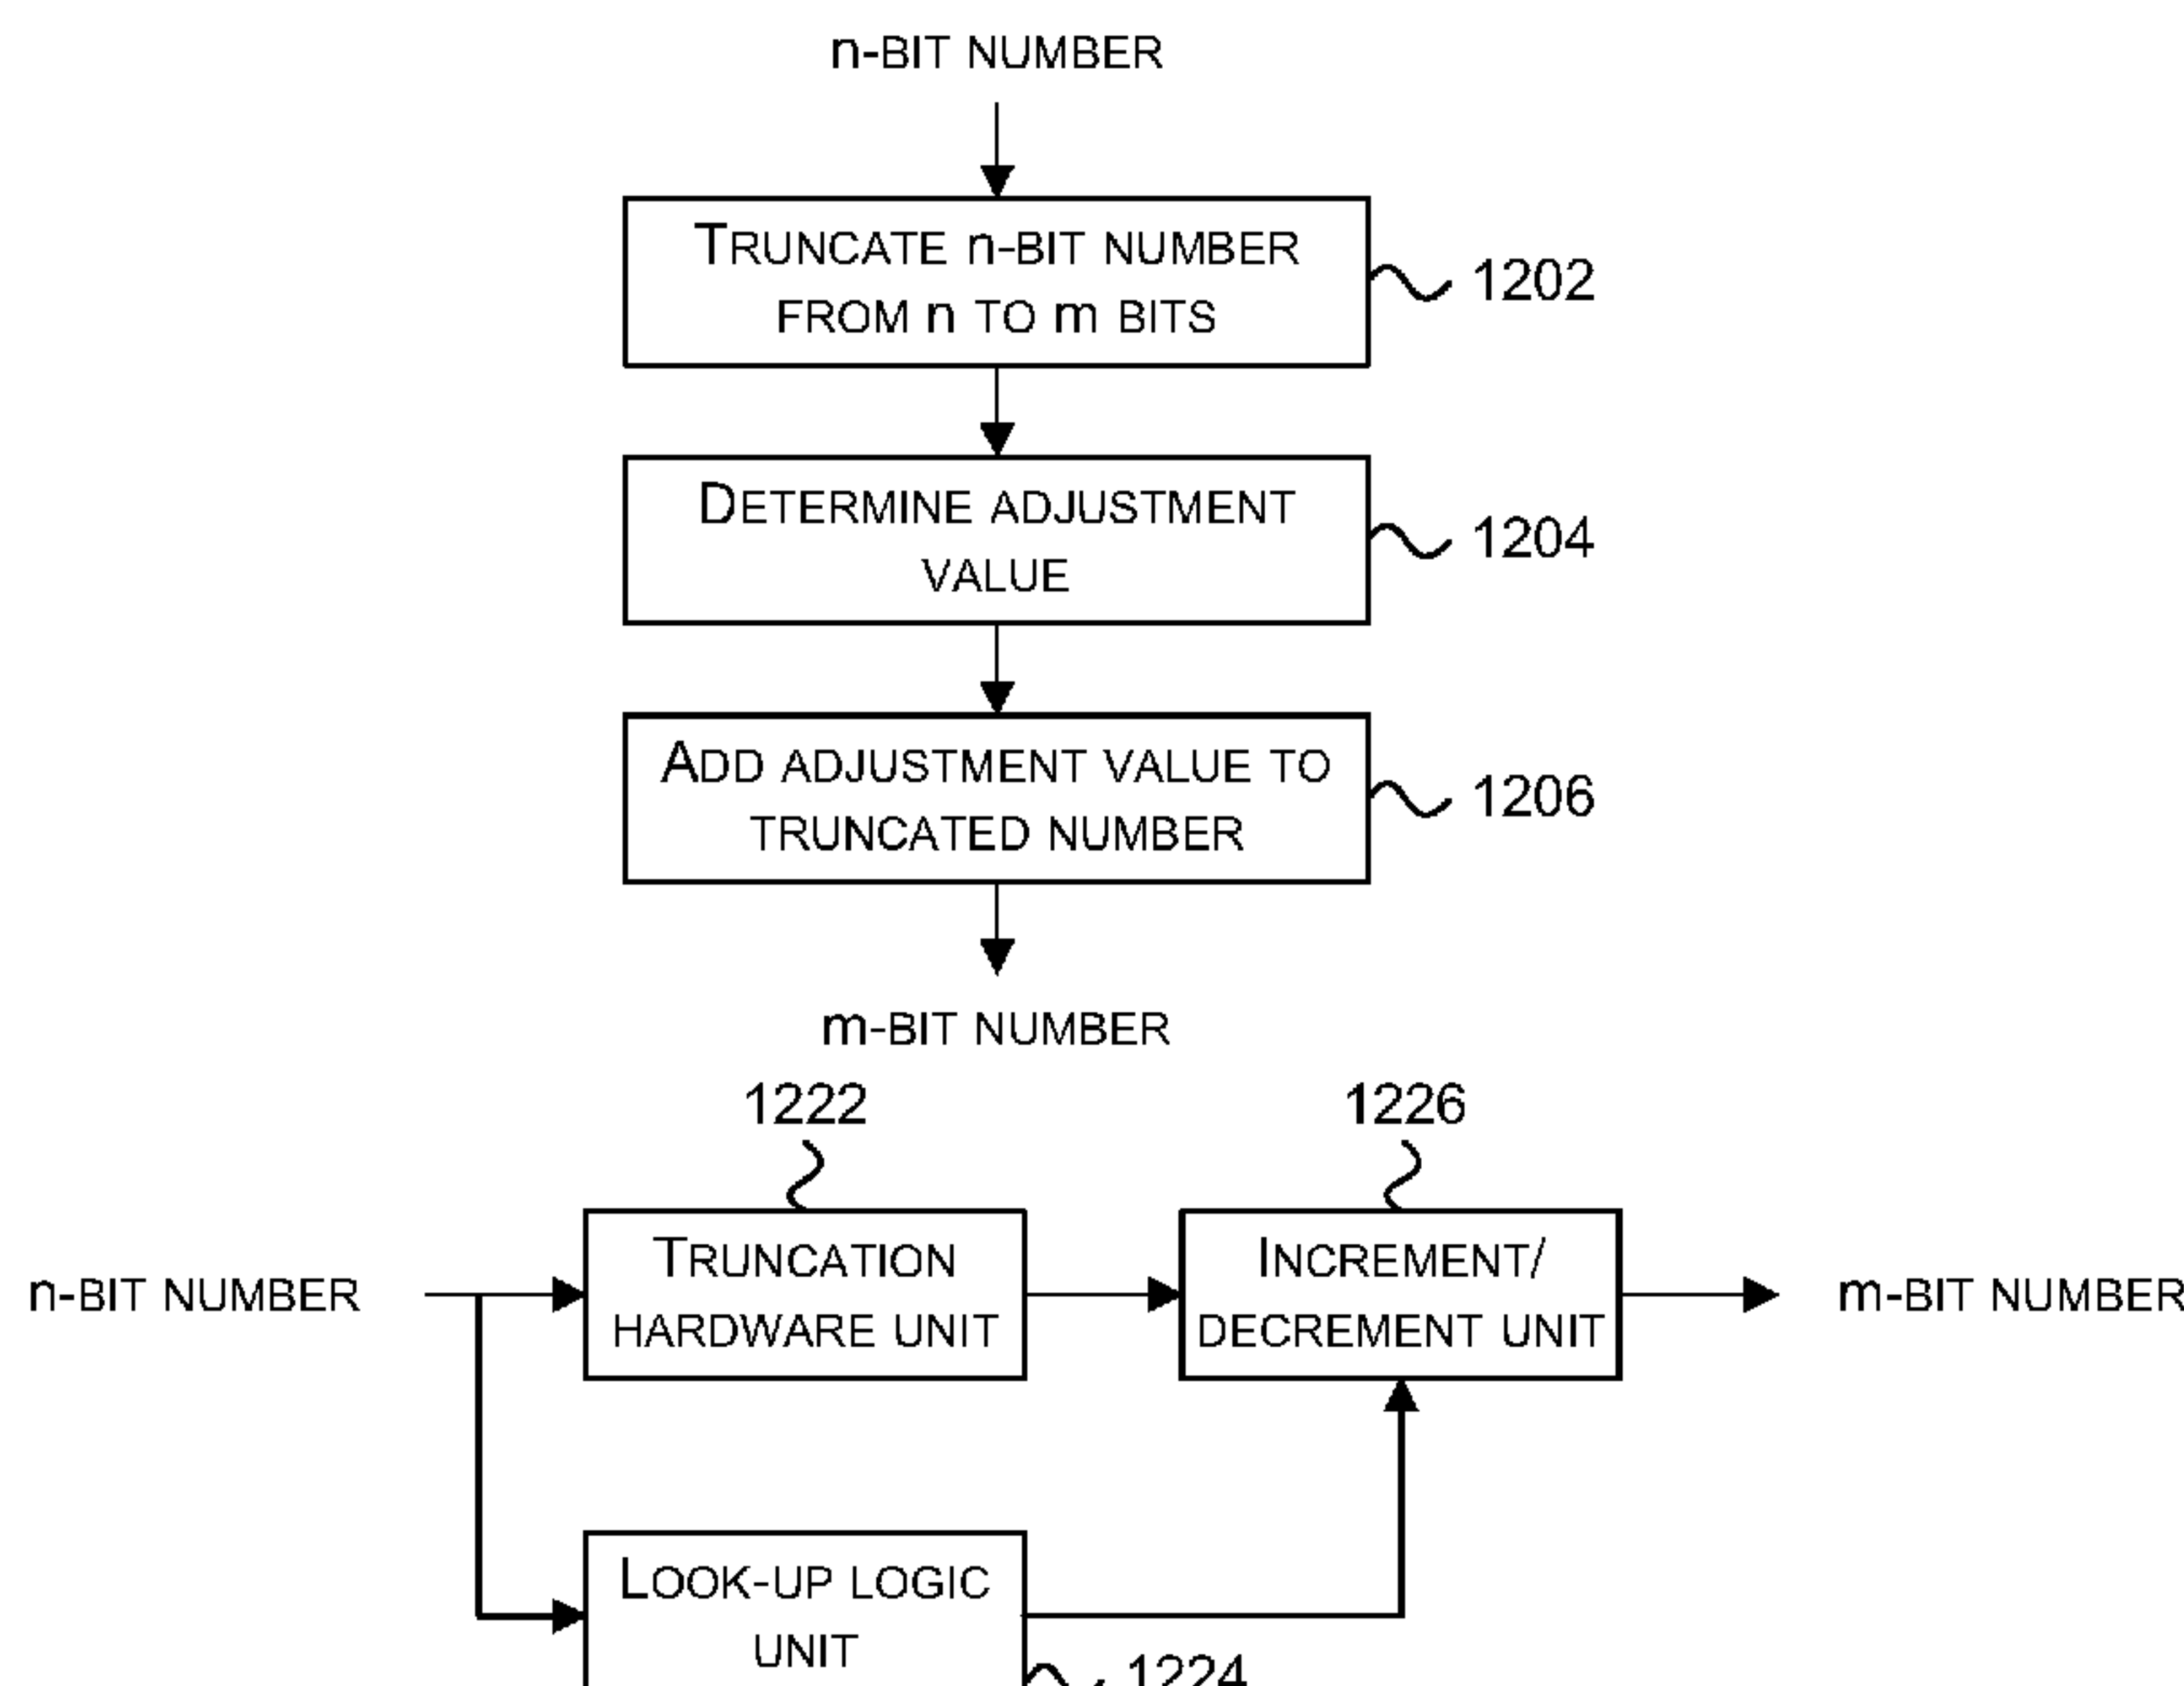 n-BIT NUMBER
TRUNCATE n-BIT NUMBER
FROM n TO m BITS
1202
DETERMINE ADJUSTMENT
VALUE
1204
ADD ADJUSTMENT VALUE TO
TRUNCATED NUMBER
1206
m-BIT NUMBER
1222
1226
n-BIT NUMBER
TRUNCATION
HARDWARE UNIT
INCREMENT/
DECREMENT UNIT
m-BIT NUMBER
LOOK-UP LOGIC
UNIT
1224